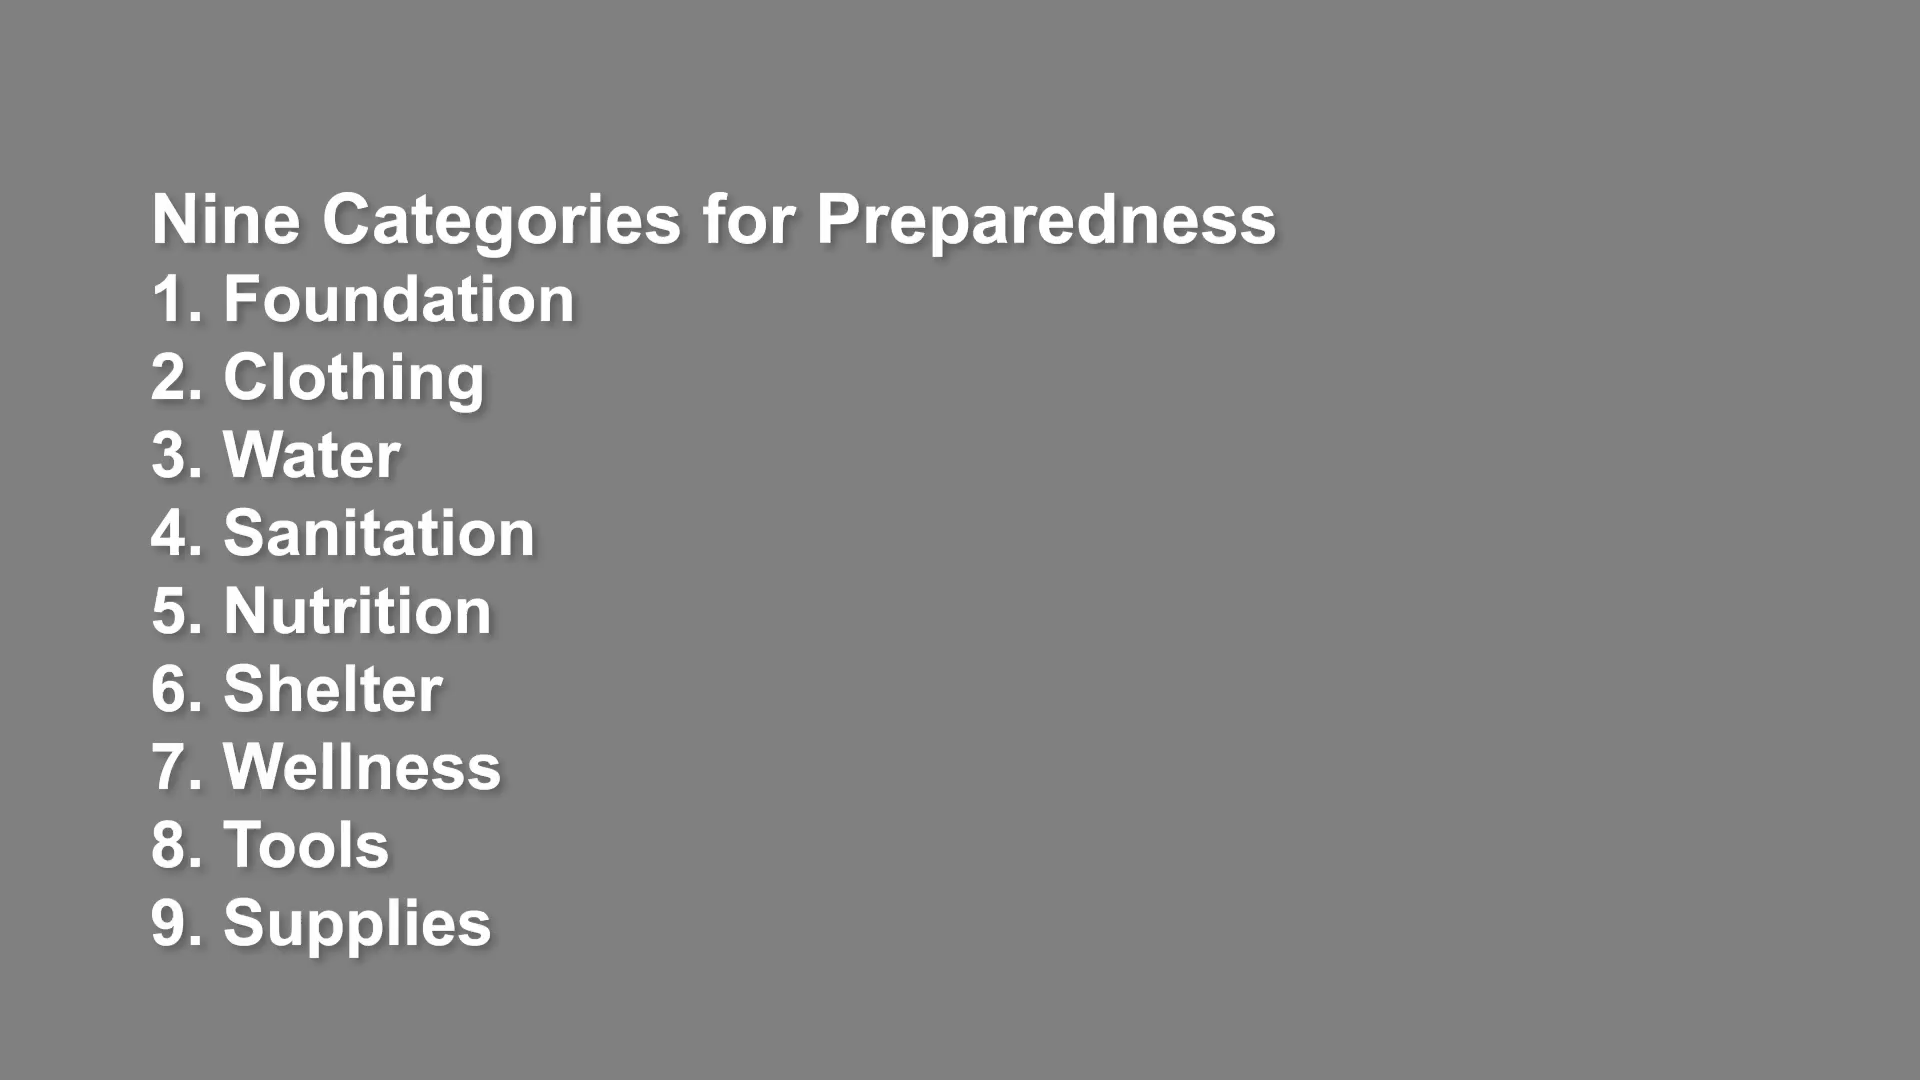 Nine Categories for Preparedness
1. Foundation
2. Clothing
3. Water
4. Sanitation
5. Nutrition
6. Shelter
7. Wellness
8. Tools
9. Supplies